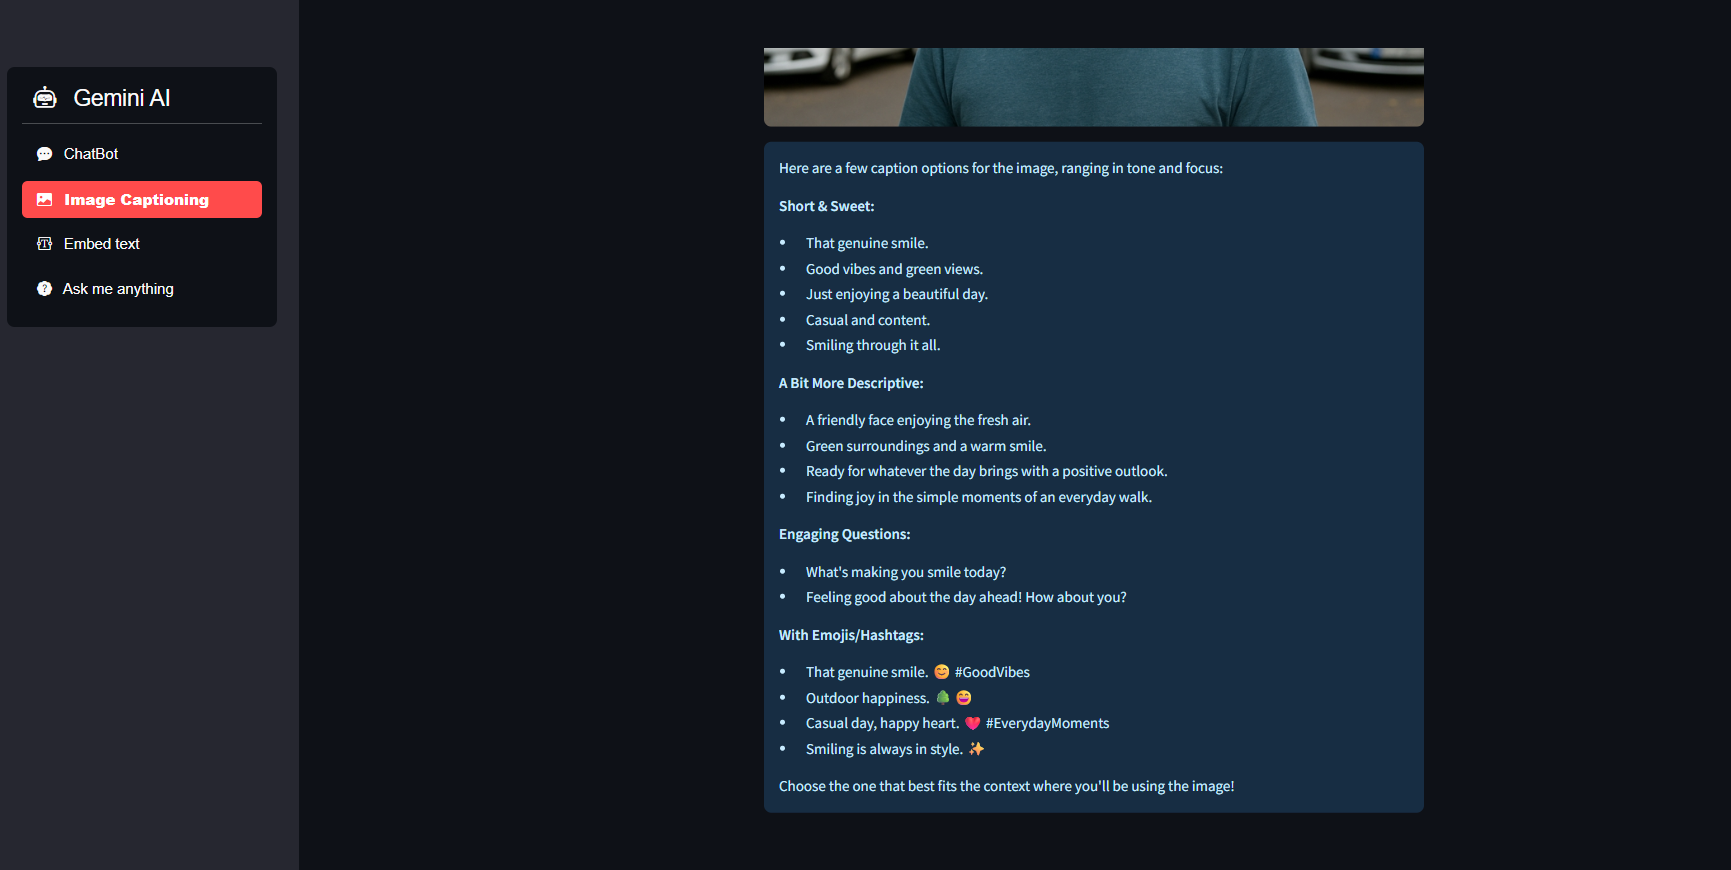 Gemini AI
ChatBot
Image Captioning
Embed text
Ask me anything
Here are a few caption options for the image, ranging in tone and focus:
Short & Sweet:
• That genuine smile.
• Good vibes and green views.
• Just enjoying a beautiful day.
• Casual and content.
• Smiling through it all.
A Bit More Descriptive:
• A friendly face enjoying the fresh air.
• Green surroundings and a warm smile.
• Ready for whatever the day brings with a positive outlook.
• Finding joy in the simple moments of an everyday walk.
Engaging Questions:
• What's making you smile today?
• Feeling good about the day ahead! How about you?
With Emojis/Hashtags:
• That genuine smile. 😊 #GoodVibes
• Outdoor happiness. 🌳 😄
• Casual day, happy heart. ❤️ #EverydayMoments
• Smiling is always in style. ✨
Choose the one that best fits the context where you'll be using the image!